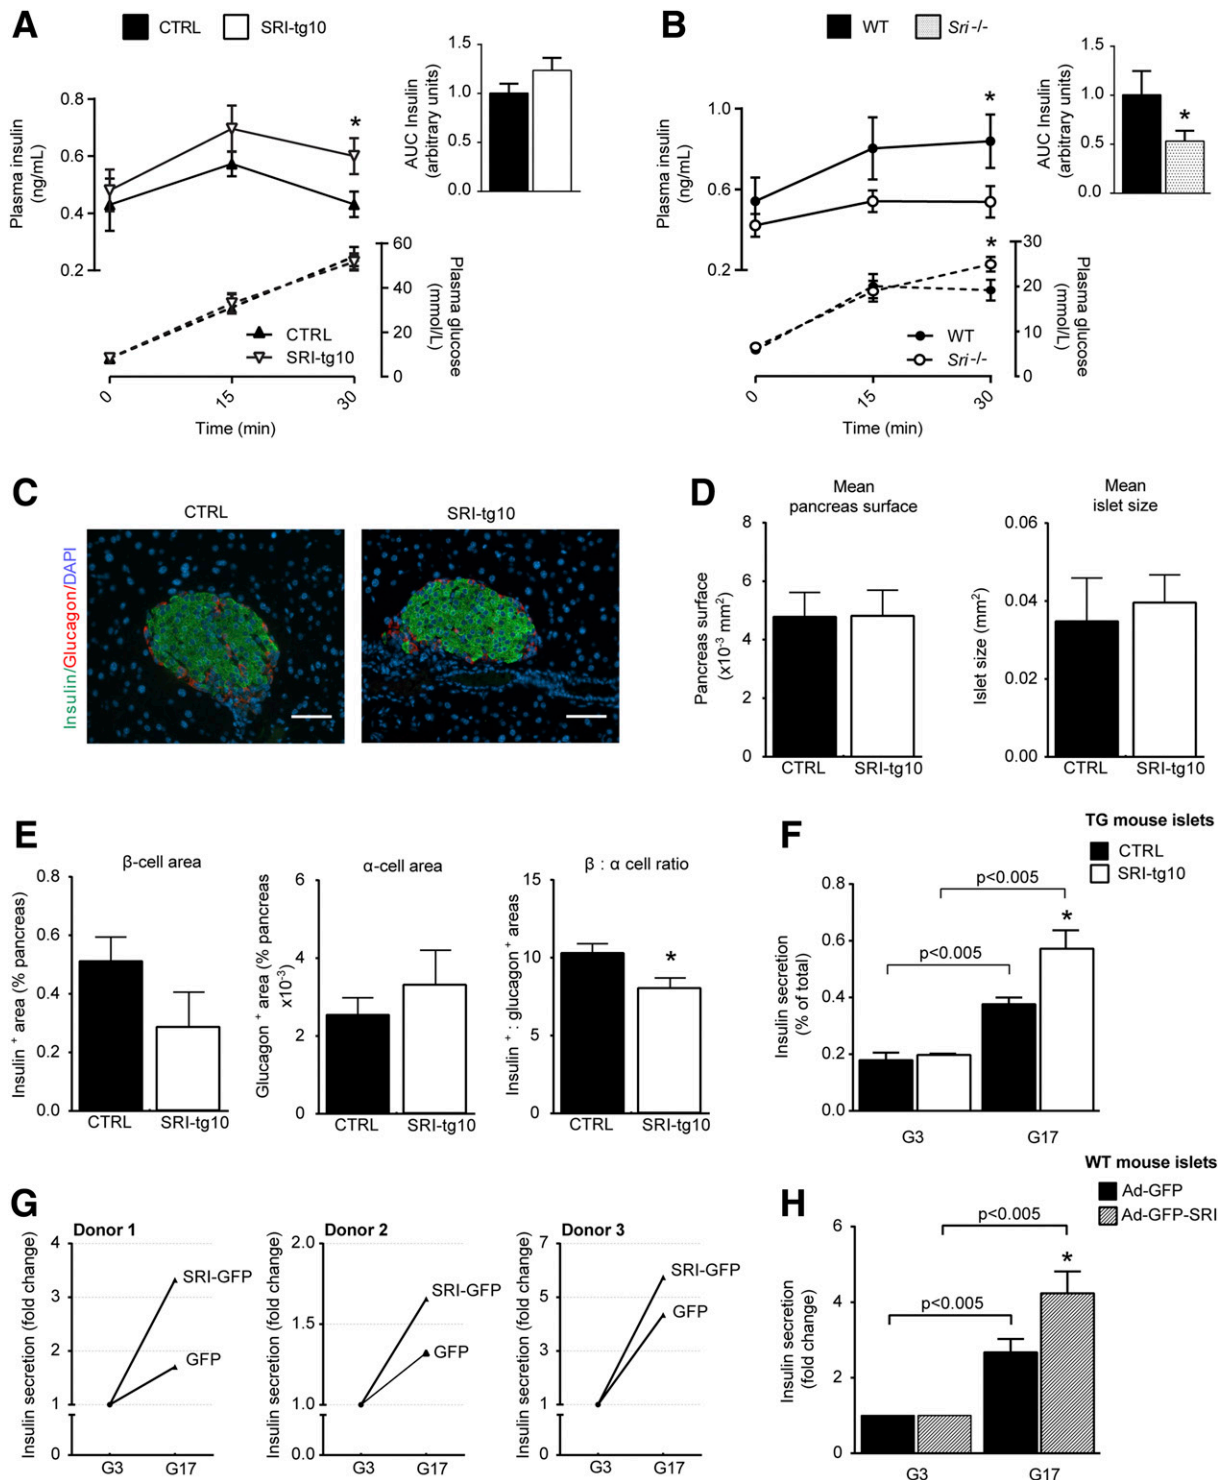 A
CTRL
SRI-tg10
Plasma insulin
(ng/mL)
0.8
0.6
0.4
0.2
AUC Insulin
(arbitrary units)
1.5
1.0
0.5
0.0
*
60
40
20
0
Plasma glucose
(mmol/L)
CTRL
SRI-tg10
0
15
30
Time (min)
B
WT
Sri-/-
Plasma insulin
(ng/mL)
1.0
0.6
0.2
*
AUC Insulin
(arbitrary units)
1.5
1.0
0.5
0.0
*
*
30
20
10
0
Plasma glucose
(mmol/L)
WT
Sri-/-
0
15
30
Time (min)
C
CTRL
SRI-tg10
Insulin/Glucagon/DAPI
D
Mean
pancreas surface
Pancreas surface
(x10-3 mm2)
8
6
4
2
0
CTRL
SRI-tg10
Mean
islet size
Islet size (mm2)
0.06
0.04
0.02
0.00
CTRL
SRI-tg10
E
β-cell area
Insulin + area (% pancreas)
0.8
0.6
0.4
0.2
0.0
CTRL
SRI-tg10
α-cell area
Glucagon + area (% pancreas
x10-3)
6
4
2
0
CTRL
SRI-tg10
β : α cell ratio
Insulin + : glucagon + areas
15
10
5
0
*
CTRL
SRI-tg10
F
TG mouse islets
CTRL
SRI-tg10
Insulin secretion
(% of total)
0.8
0.6
0.4
0.2
0.0
p<0.005
p<0.005
*
G3
G17
G
Donor 1
Insulin secretion (fold change)
4
3
2
1
0
SRI-GFP
GFP
G3
G17
Donor 2
Insulin secretion (fold change)
2.0
1.5
1.0
0.0
SRI-GFP
GFP
G3
G17
Donor 3
Insulin secretion (fold change)
7
5
3
1
0
SRI-GFP
GFP
G3
G17
H
WT mouse islets
Ad-GFP
Ad-GFP-SRI
Insulin secretion
(fold change)
6
4
2
0
p<0.005
p<0.005
*
G3
G17